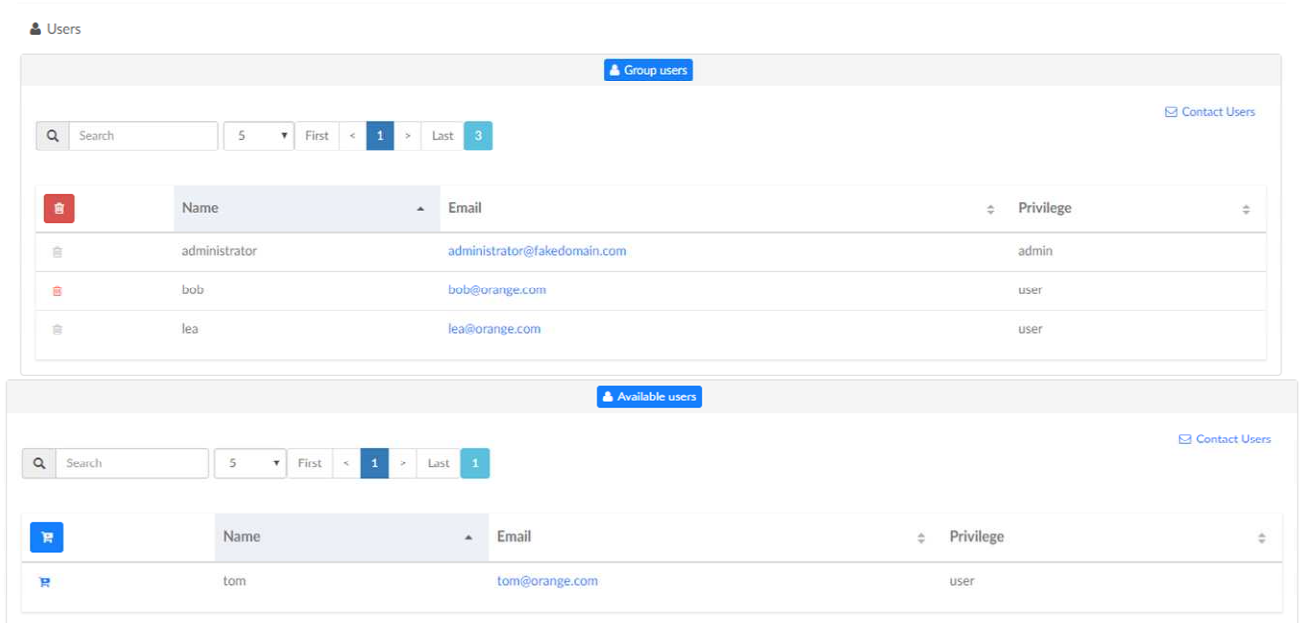 Users
Group users
Contact Users
Search 5 First < 1 > Last 3
Name Email Privilege
administrator administrator@fakedomain.com admin
bob bob@orange.com user
lea lea@orange.com user
Available users
Contact Users
Search 5 First < 1 > Last 1
Name Email Privilege
tom tom@orange.com user